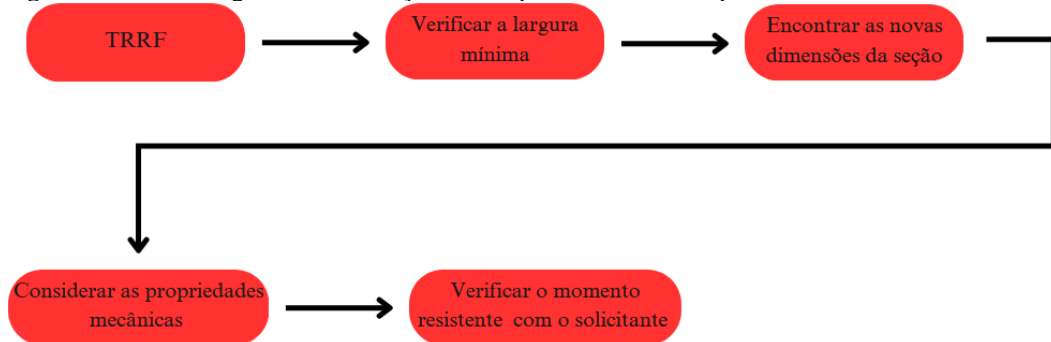 TRRF
Verificar a largura
mínima
Encontrar as novas
dimensões da seção
Considerar as propriedades
mecânicas
Verificar o momento
resistente com o solicitante